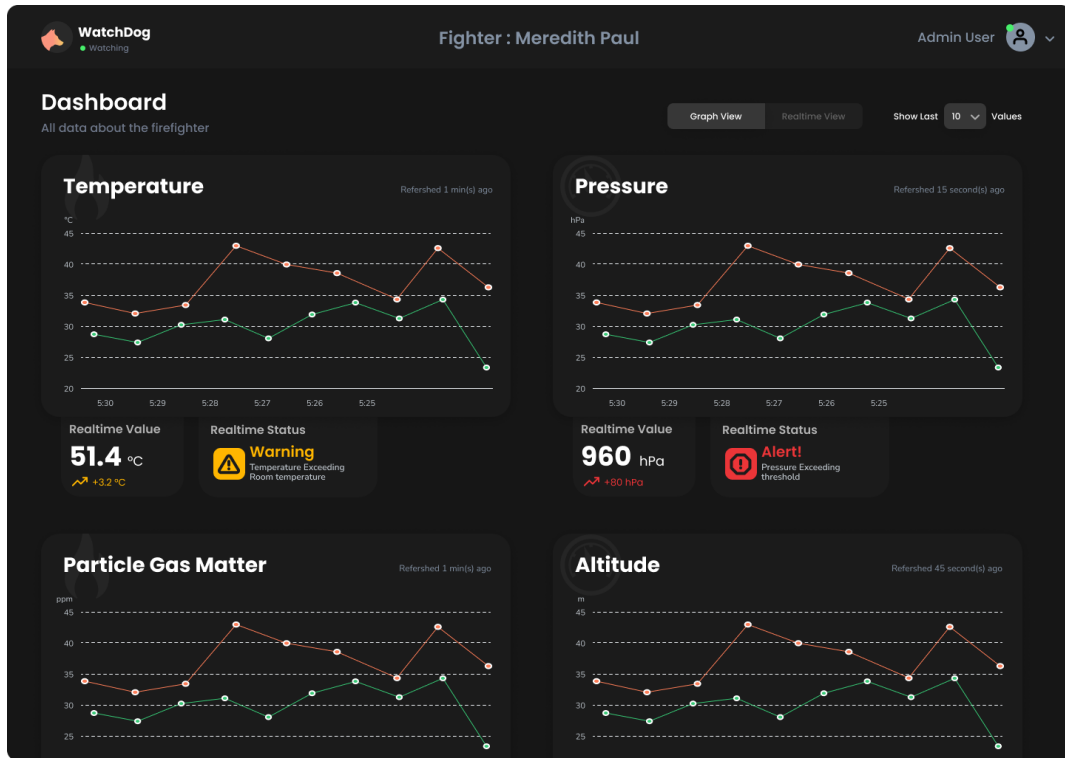 WatchDog
Watching
Fighter : Meredith Paul
Admin User
Dashboard
All data about the firefighter
Graph View
Realtime View
Show Last 10 Values
Temperature
Refershed 1 min(s) ago
°C
45
40
35
30
25
20
5:30 5:29 5:28 5:27 5:26 5:25
Realtime Value
51.4 °C
+3.2 °C
Realtime Status
Warning
Temperature Exceeding
Room temperature
Pressure
Refershed 15 second(s) ago
hPa
45
40
35
30
25
20
5:30 5:29 5:28 5:27 5:26 5:25
Realtime Value
960 hPa
+80 hPa
Realtime Status
Alert!
Pressure Exceeding
threshold
Particle Gas Matter
Refershed 1 min(s) ago
ppm
45
40
35
30
25
Altitude
Refershed 45 second(s) ago
m
45
40
35
30
25